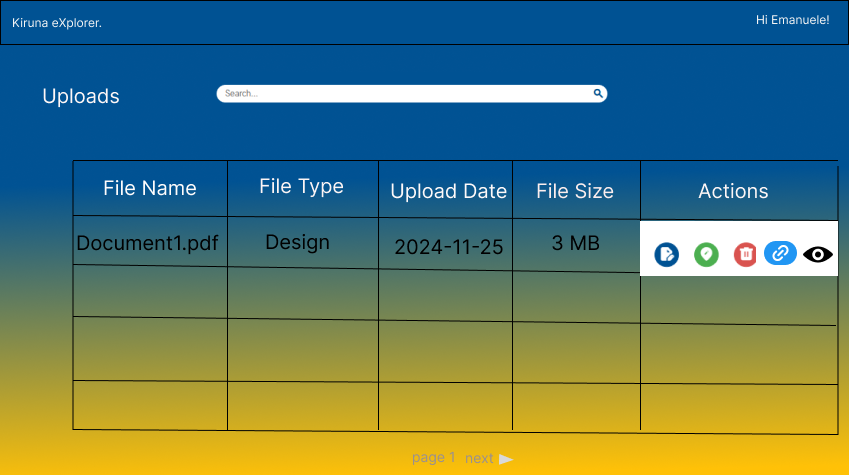 Kiruna eXplorer.
Hi Emanuele!
Uploads
Search...
File Name File Type Upload Date File Size Actions
Document1.pdf Design 2024-11-25 3 MB
page 1 next